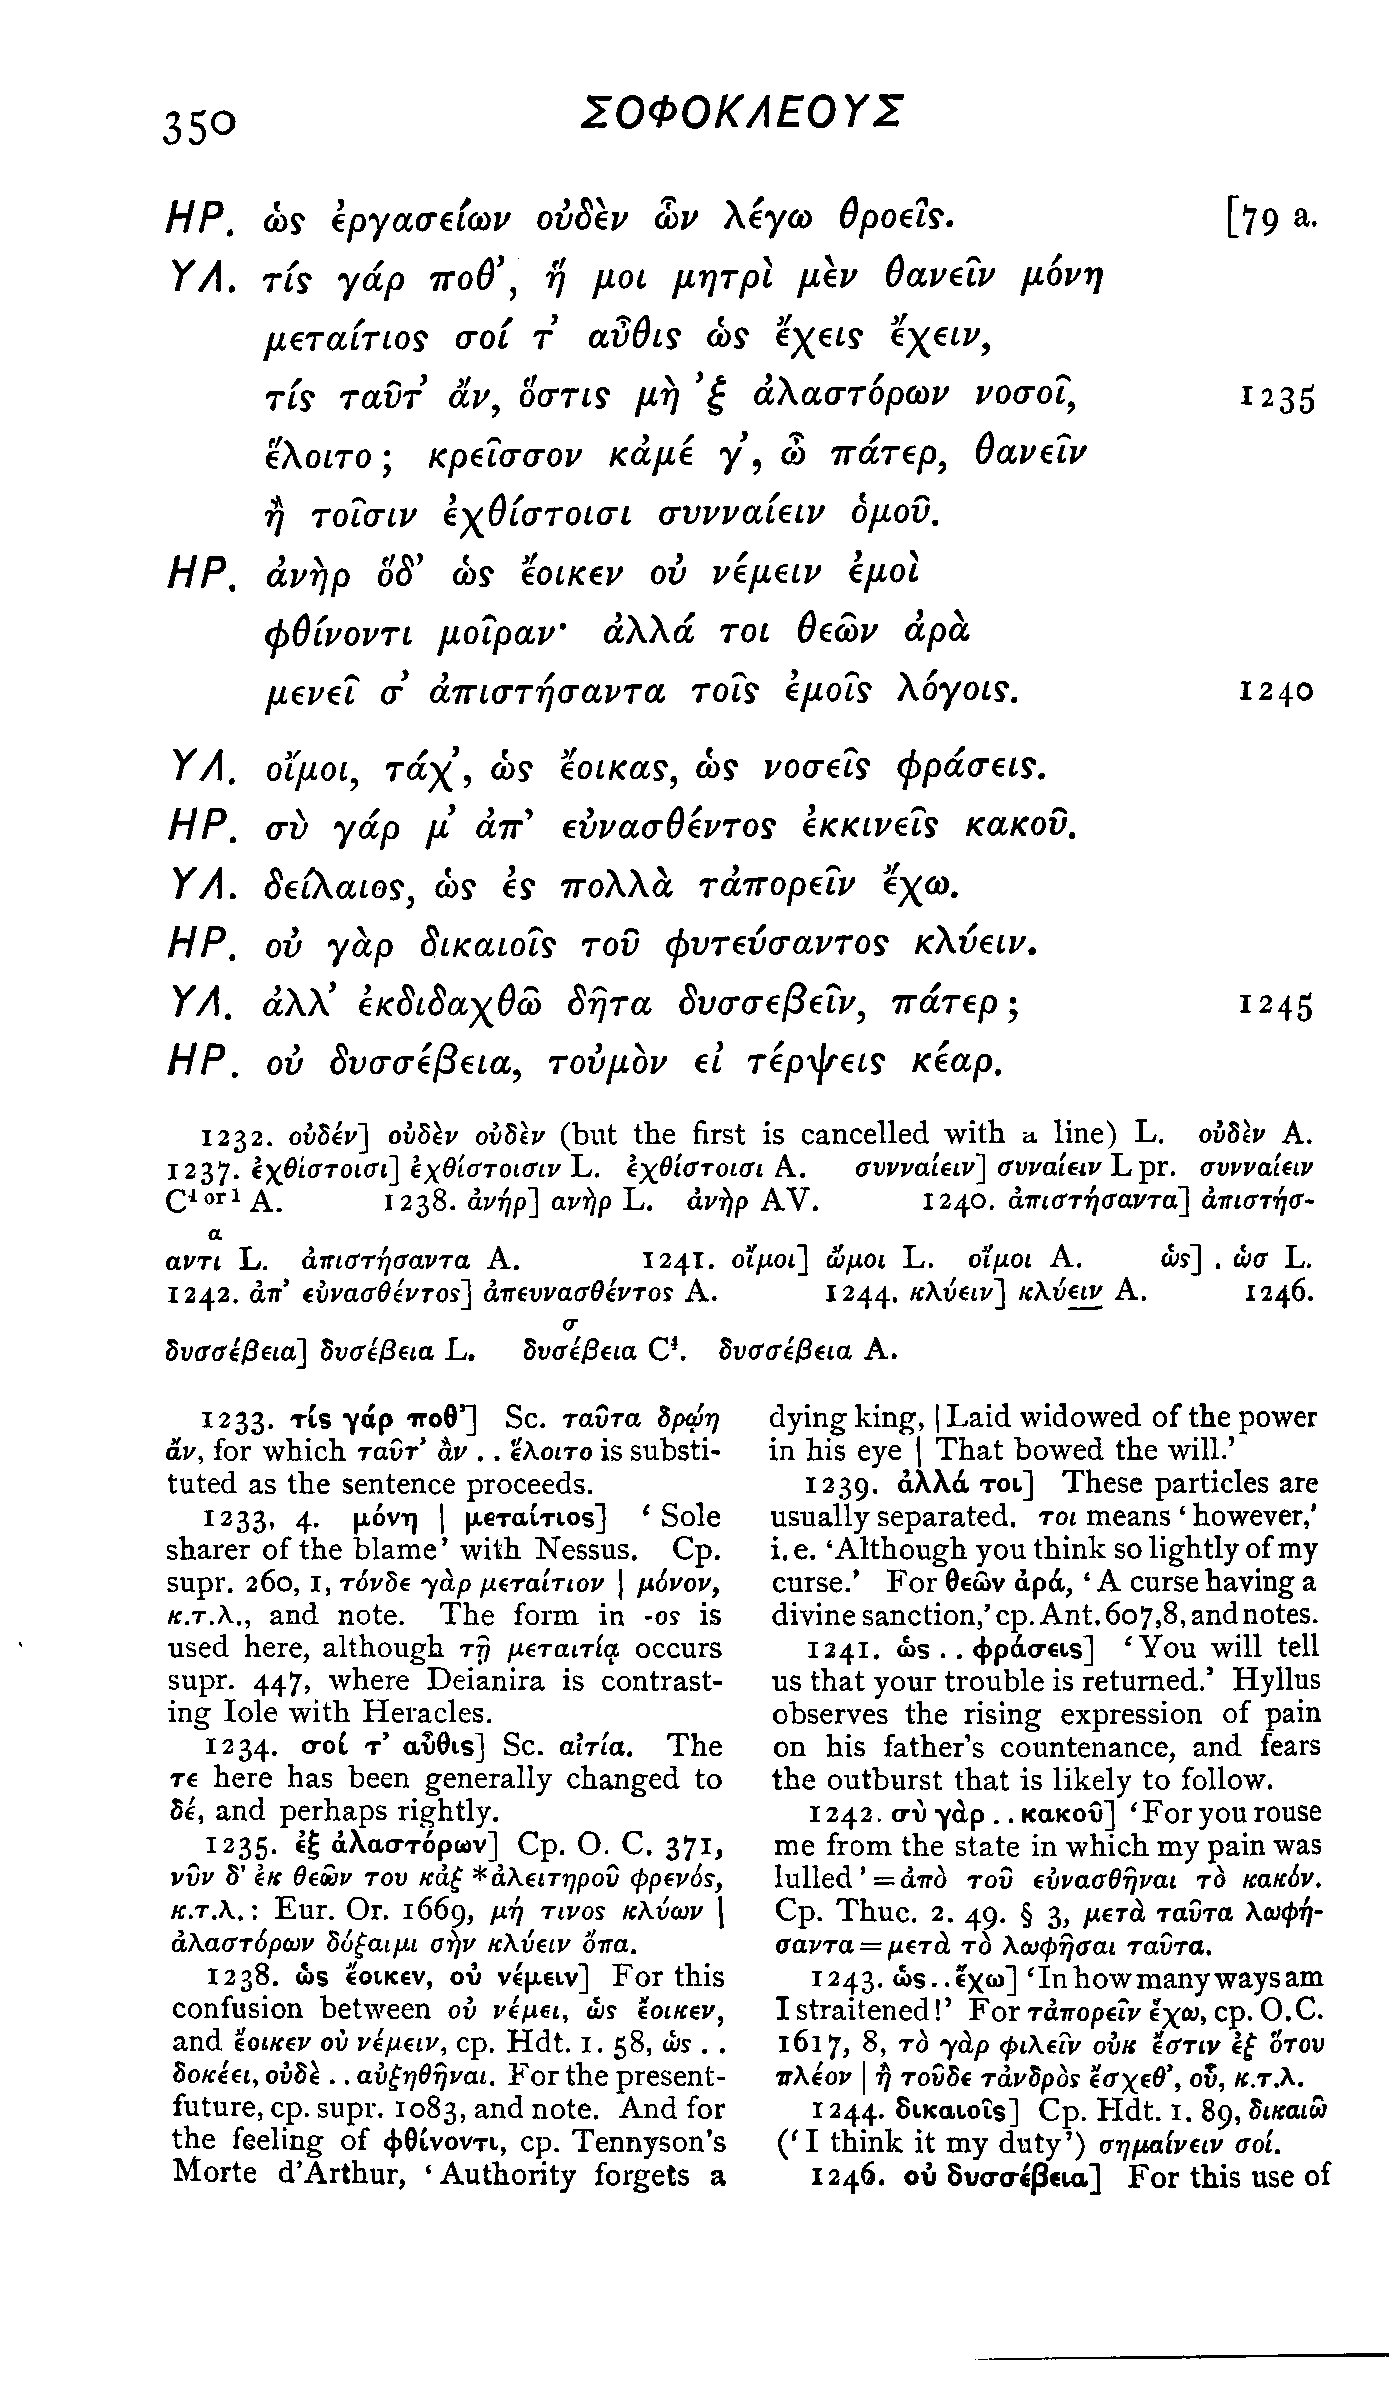 350
ΣΟΦΟΚΛΕΟΥΣ
ΗΡ. ὡς ἐργασείων οὐδὲν ὧν λέγω θροεῖς. [79 a.
ΥΛ. τίς γάρ ποθ’, ἥ μοι μητρὶ μὲν θανεῖν μόνη
μεταίτιος σοί τ’ αὖθις ὡς ἔχεις ἔχειν,
τίς ταῦτ’ ἄν, ὅστις μὴ ’ξ ἀλαστόρων νοσοῖ, 1235
ἕλοιτο; κρεῖσσον κἀμέ γ’, ὦ πάτερ, θανεῖν
ἢ τοῖσιν ἐχθίστοισι συνναίειν ὁμοῦ.
ΗΡ. ἁνὴρ ὅδ’ ὡς ἔοικεν οὐ νέμειν ἐμοὶ
φθίνοντι μοῖραν· ἀλλά τοι θεῶν ἀρὰ
μενεῖ σ’ ἀπιστήσαντα τοῖς ἐμοῖς λόγοις. 1240
ΥΛ. οἴμοι, τάχ’, ὡς ἔοικας, ὡς νοσεῖς φράσεις.
ΗΡ. σὺ γάρ μ’ ἀπ’ εὐνασθέντος ἐκκινεῖς κακοῦ.
ΥΛ. δείλαιος, ὡς ἐς πολλὰ τἀπορεῖν ἔχω.
ΗΡ. οὐ γὰρ δικαιοῖς τοῦ φυτεύσαντος κλύειν.
ΥΛ. ἀλλ’ ἐκδιδαχθῶ δῆτα δυσσεβεῖν, πάτερ; 1245
ΗΡ. οὐ δυσσέβεια, τοὐμὸν εἰ τέρψεις κέαρ.
1232. οὐδέν] οὐδὲν οὐδὲν (but the first is cancelled with a line) L. οὐδὲν A.
1237. ἐχθίστοισι] ἐχθίστοισιν L. ἐχθίστοισι A. συνναίειν] συναίειν L pr. συνναίειν
C² or ¹ A. 1238. ἁνήρ] ανὴρ L. ἀνὴρ AV. 1240. ἀπιστήσαντα] ἀπιστήσ-
α
αντι L. ἀπιστήσαντα A. 1241. οἴμοι] ὤμοι L. οἴμοι A. ὡς] . ὡσ L.
1242. ἀπ’ εὐνασθέντος] ἀπευνασθέντος A. 1244. κλύειν] κλύειν A. 1246.
σ
δυσσέβεια] δυσέβεια L. δυσέβεια C². δυσσέβεια A.
1233. τίς γάρ ποθ’] Sc. ταῦτα δρῴη
ἄν, for which ταῦτ’ ἂν . . ἕλοιτο is substi-
tuted as the sentence proceeds.
1233, 4. μόνη | μεταίτιος] ‘Sole
sharer of the blame’ with Nessus. Cp.
supr. 260, 1, τόνδε γὰρ μεταίτιον | μόνον,
κ.τ.λ., and note. The form in -ος is
used here, although τῇ μεταιτίᾳ occurs
supr. 447, where Deianira is contrast-
ing Iole with Heracles.
1234. σοί τ’ αὖθις] Sc. αἰτία. The
τε here has been generally changed to
δέ, and perhaps rightly.
1235. ἐξ ἀλαστόρων] Cp. O. C. 371,
νῦν δ’ ἐκ θεῶν του κἀξ *ἀλειτηροῦ φρενός,
κ.τ.λ.: Eur. Or. 1669, μή τινος κλύων |
ἀλαστόρων δόξαιμι σὴν κλύειν ὄπα.
1238. ὡς ἔοικεν, οὐ νέμειν] For this
confusion between οὐ νέμει, ὡς ἔοικεν,
and ἔοικεν οὐ νέμειν, cp. Hdt. 1. 58, ὡς . .
δοκέει, οὐδὲ . . αὐξηθῆναι. For the present-
future, cp. supr. 1083, and note. And for
the feeling of φθίνοντι, cp. Tennyson’s
Morte d’Arthur, ‘Authority forgets a
dying king, | Laid widowed of the power
in his eye | That bowed the will.’
1239. ἀλλά τοι] These particles are
usually separated. τοι means ‘however,’
i.e. ‘Although you think so lightly of my
curse.’ For θεῶν ἀρά, ‘A curse having a
divine sanction,’ cp. Ant. 607,8, and notes.
1241. ὡς . . φράσεις] ‘You will tell
us that your trouble is returned.’ Hyllus
observes the rising expression of pain
on his father’s countenance, and fears
the outburst that is likely to follow.
1242. σὺ γὰρ . . κακοῦ] ‘For you rouse
me from the state in which my pain was
lulled’ = ἀπὸ τοῦ εὐνασθῆναι τὸ κακόν.
Cp. Thuc. 2. 49. § 3, μετὰ ταῦτα λωφή-
σαντα = μετὰ τὸ λωφῆσαι ταῦτα.
1243. ὡς . . ἔχω] ‘In how many ways am
I straitened!’ For τἀπορεῖν ἔχω, cp. O.C.
1617, 8, τὸ γὰρ φιλεῖν οὐκ ἔστιν ἐξ ὅτου
πλέον | ἢ τοῦδε τἀνδρὸς ἔσχεθ’, οὗ, κ.τ.λ.
1244. δικαιοῖς] Cp. Hdt. 1. 89, δικαιῶ
(‘I think it my duty’) σημαίνειν σοί.
1246. οὐ δυσσέβεια] For this use of